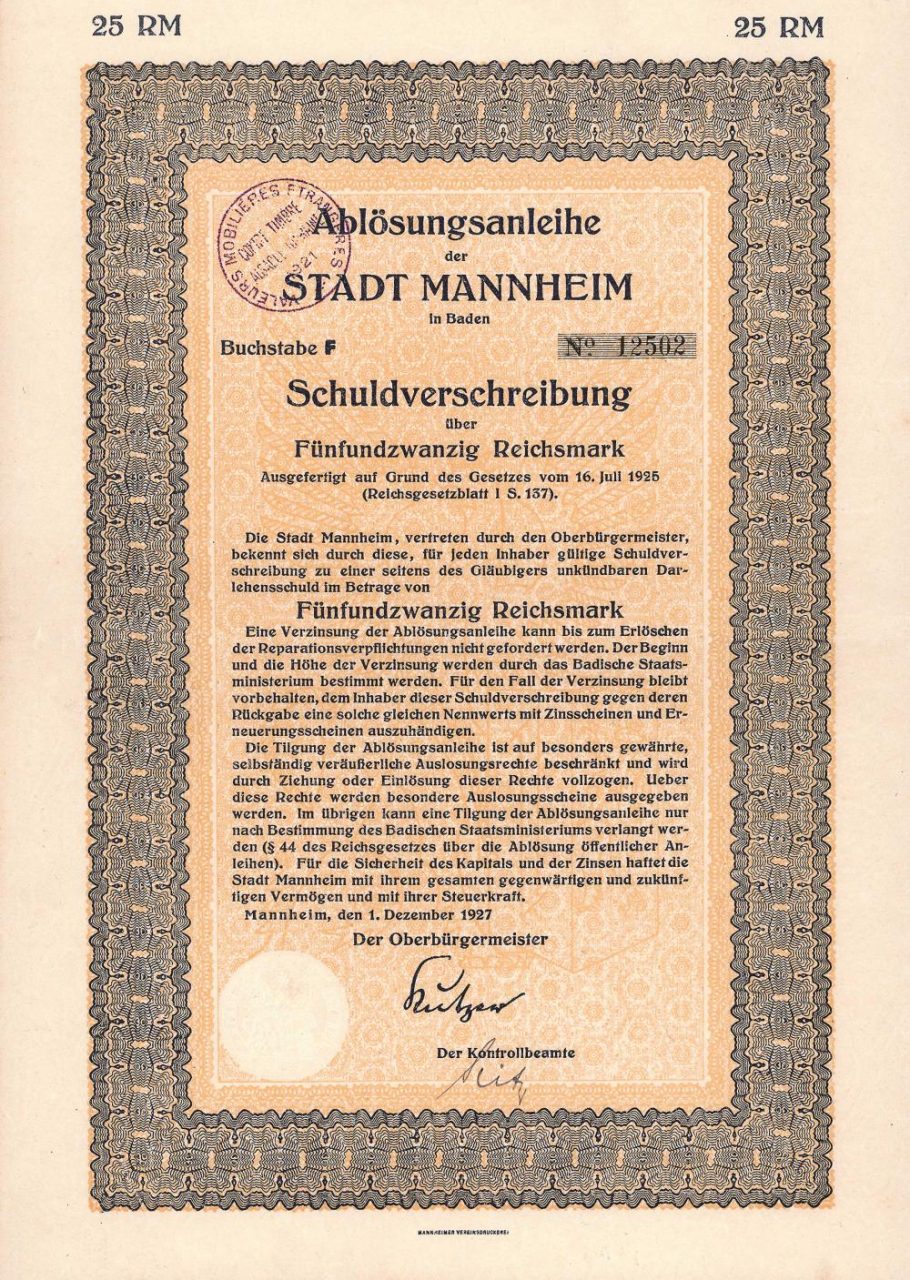 25 RM
25 RM
VALEURS MOBILIÈRES ETRANGÈRES
COMPTE TIMBRE
1921
Ablösungsanleihe
der
STADT MANNHEIM
in Baden
Buchstabe F
No 12502
Schuldverschreibung
über
Fünfundzwanzig Reichsmark
Ausgefertigt auf Grund des Gesetzes vom 16. Juli 1925
(Reichsgesetzblatt I S. 137).
Die Stadt Mannheim, vertreten durch den Oberbürgermeister,
bekennt sich durch diese, für jeden Inhaber gültige Schuldver-
schreibung zu einer seitens des Gläubigers unkündbaren Dar-
lehensschuld im Betrage von
Fünfundzwanzig Reichsmark
Eine Verzinsung der Ablösungsanleihe kann bis zum Erlöschen
der Reparationsverpflichtungen nicht gefordert werden. Der Beginn
und die Höhe der Verzinsung werden durch das Badische Staats-
ministerium bestimmt werden. Für den Fall der Verzinsung bleibt
vorbehalten, dem Inhaber dieser Schuldverschreibung gegen deren
Rückgabe eine solche gleichen Nennwerts mit Zinsscheinen und Er-
neuerungsscheinen auszuhändigen.
Die Tilgung der Ablösungsanleihe ist auf besonders gewährte,
selbständig veräußerliche Auslosungsrechte beschränkt und wird
durch Ziehung oder Einlösung dieser Rechte vollzogen. Ueber
diese Rechte werden besondere Auslosungsscheine ausgegeben
werden. Im übrigen kann eine Tilgung der Ablösungsanleihe nur
nach Bestimmung des Badischen Staatsministeriums verlangt wer-
den (§ 44 des Reichsgesetzes über die Ablösung öffentlicher An-
leihen). Für die Sicherheit des Kapitals und der Zinsen haftet die
Stadt Mannheim mit ihrem gesamten gegenwärtigen und zukünf-
tigen Vermögen und mit ihrer Steuerkraft.
Mannheim, den 1. Dezember 1927
Der Oberbürgermeister
Kutzer
Der Kontrollbeamte
MANNHEIMER VEREINSDRUCKEREI